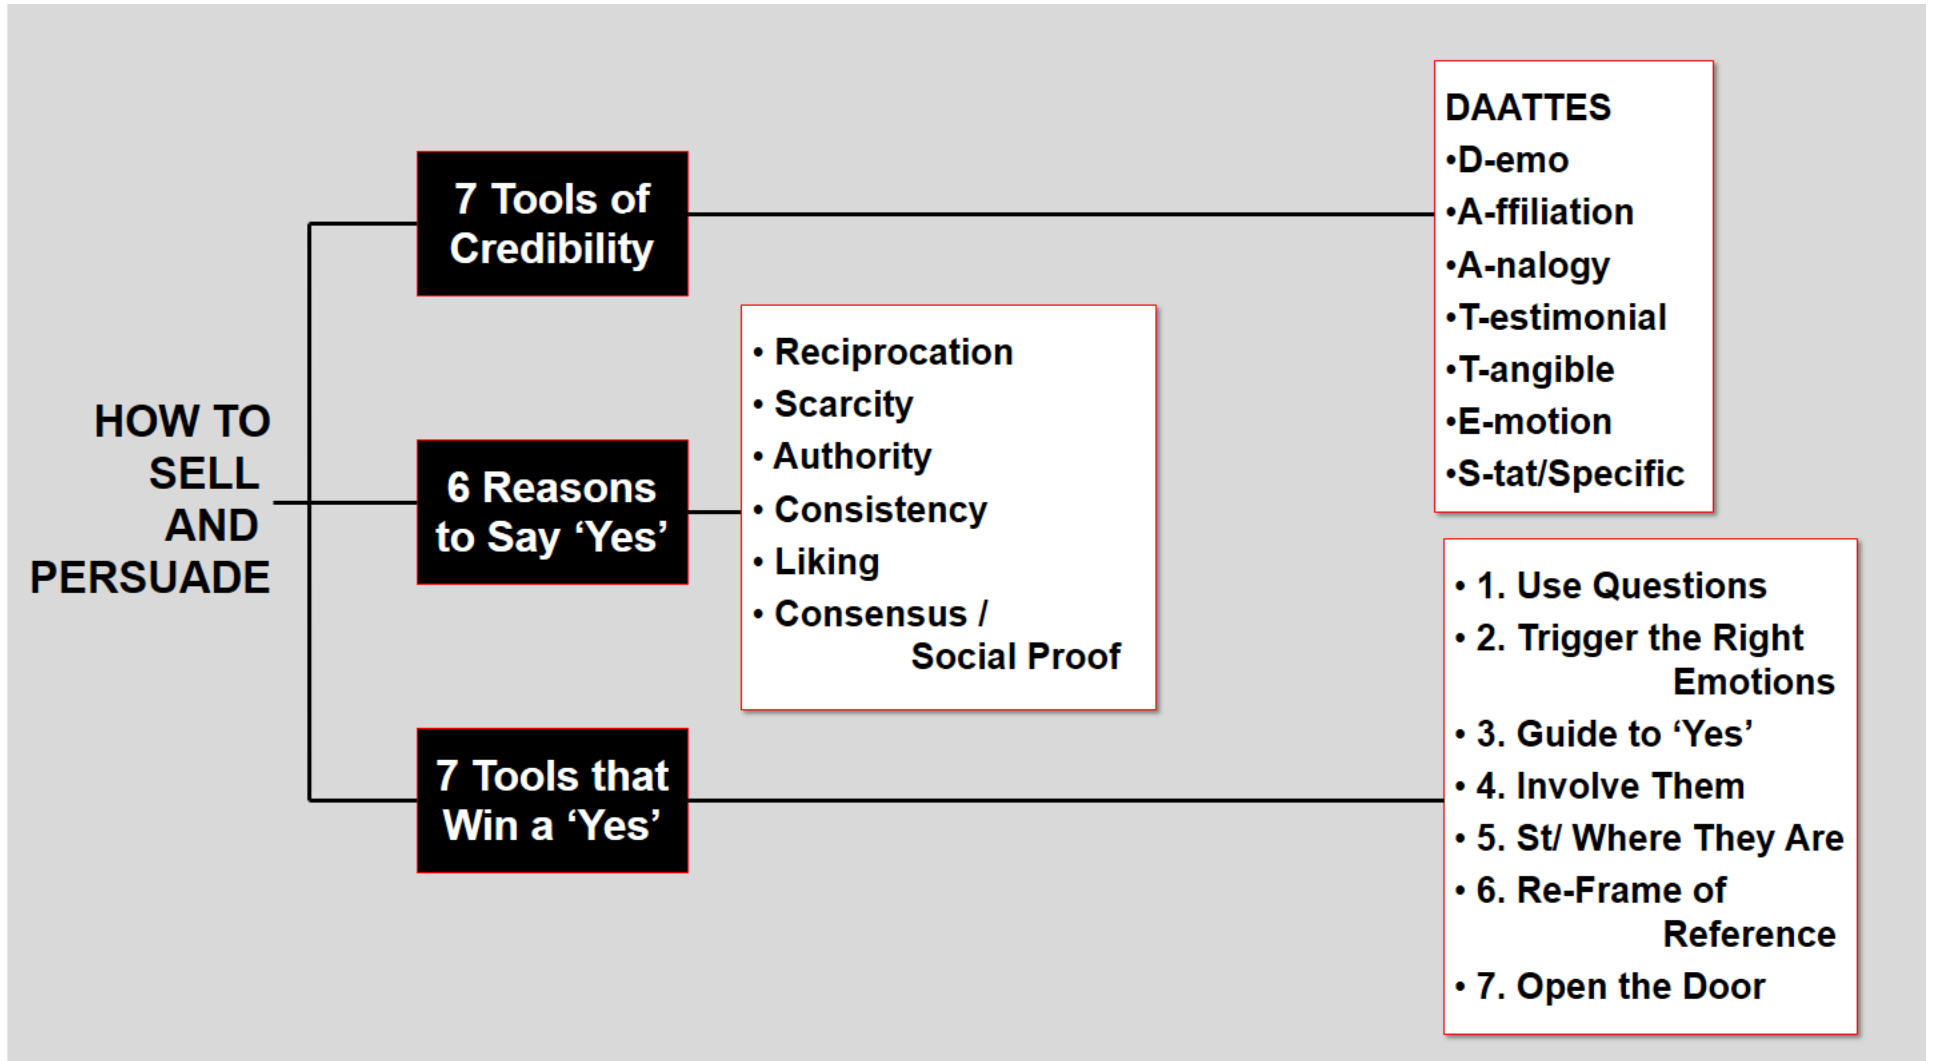 HOW TO
SELL
AND
PERSUADE
7 Tools of
Credibility
DAATTES
•D-emo
•A-ffiliation
•A-nalogy
•T-estimonial
•T-angible
•E-motion
•S-tat/Specific
6 Reasons
to Say ‘Yes’
• Reciprocation
• Scarcity
• Authority
• Consistency
• Liking
• Consensus /
Social Proof
7 Tools that
Win a ‘Yes’
• 1. Use Questions
• 2. Trigger the Right
Emotions
• 3. Guide to ‘Yes’
• 4. Involve Them
• 5. St/ Where They Are
• 6. Re-Frame of
Reference
• 7. Open the Door